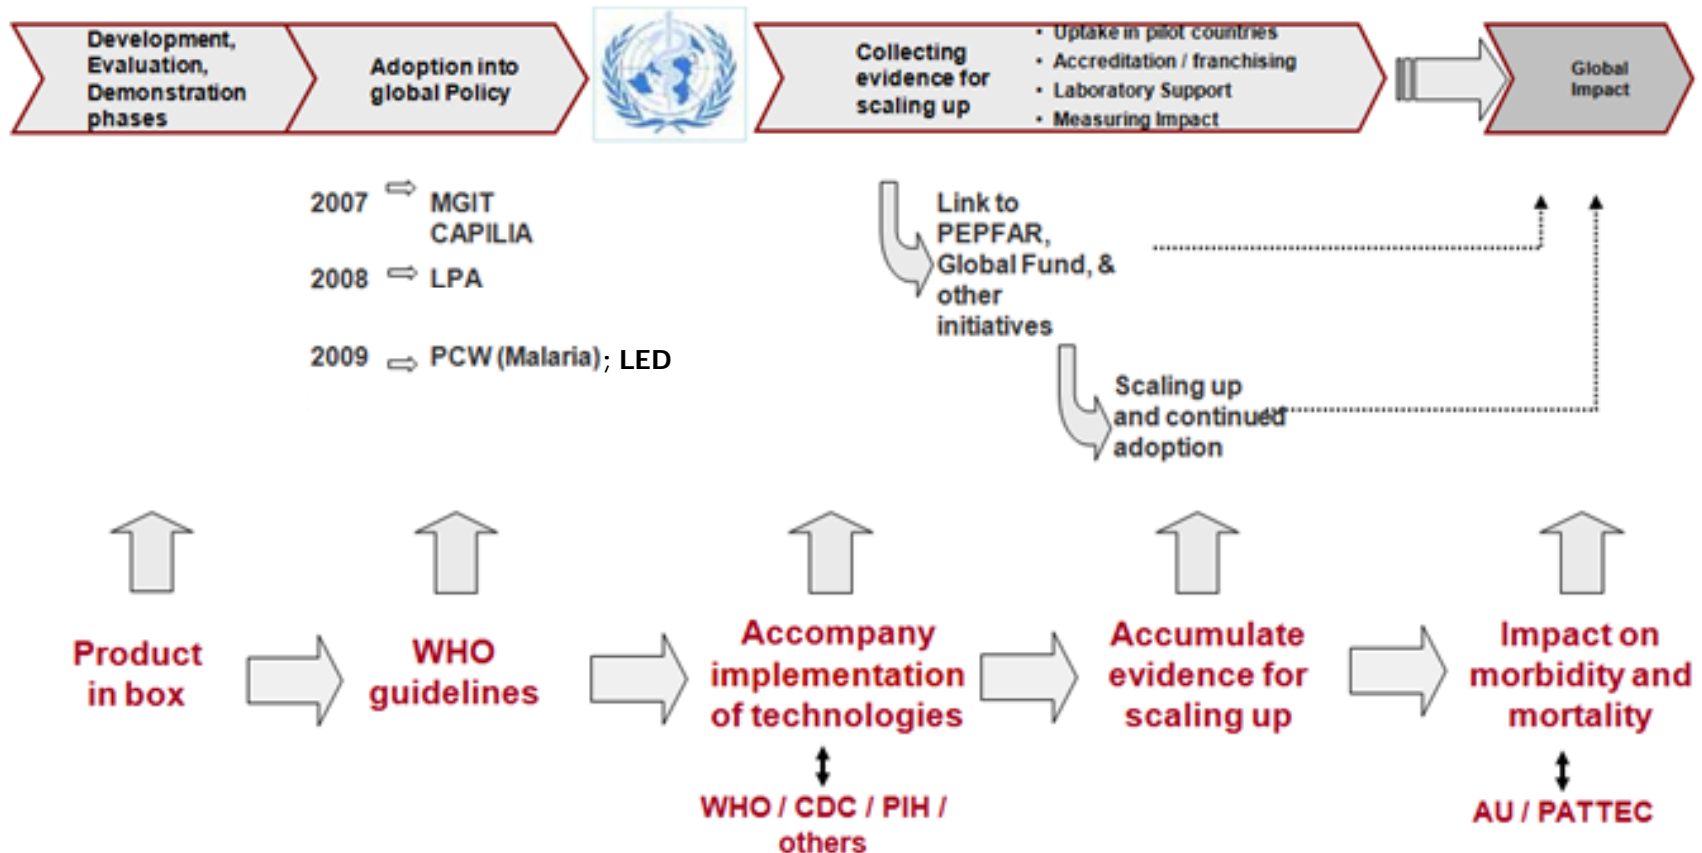 Development,
Evaluation,
Demonstration
phases
Adoption into
global Policy
Collecting
evidence for
scaling up
• Uptake in pilot countries
• Accreditation / franchising
• Laboratory Support
• Measuring Impact
Global
Impact
2007 MGIT
CAPILIA
2008 LPA
2009 PCW (Malaria); LED
Link to
PEPFAR,
Global Fund, &
other
initiatives
Scaling up
and continued
adoption
Product
in box
WHO
guidelines
Accompany
implementation
of technologies
Accumulate
evidence for
scaling up
Impact on
morbidity and
mortality
WHO / CDC / PIH /
others
AU / PATTEC